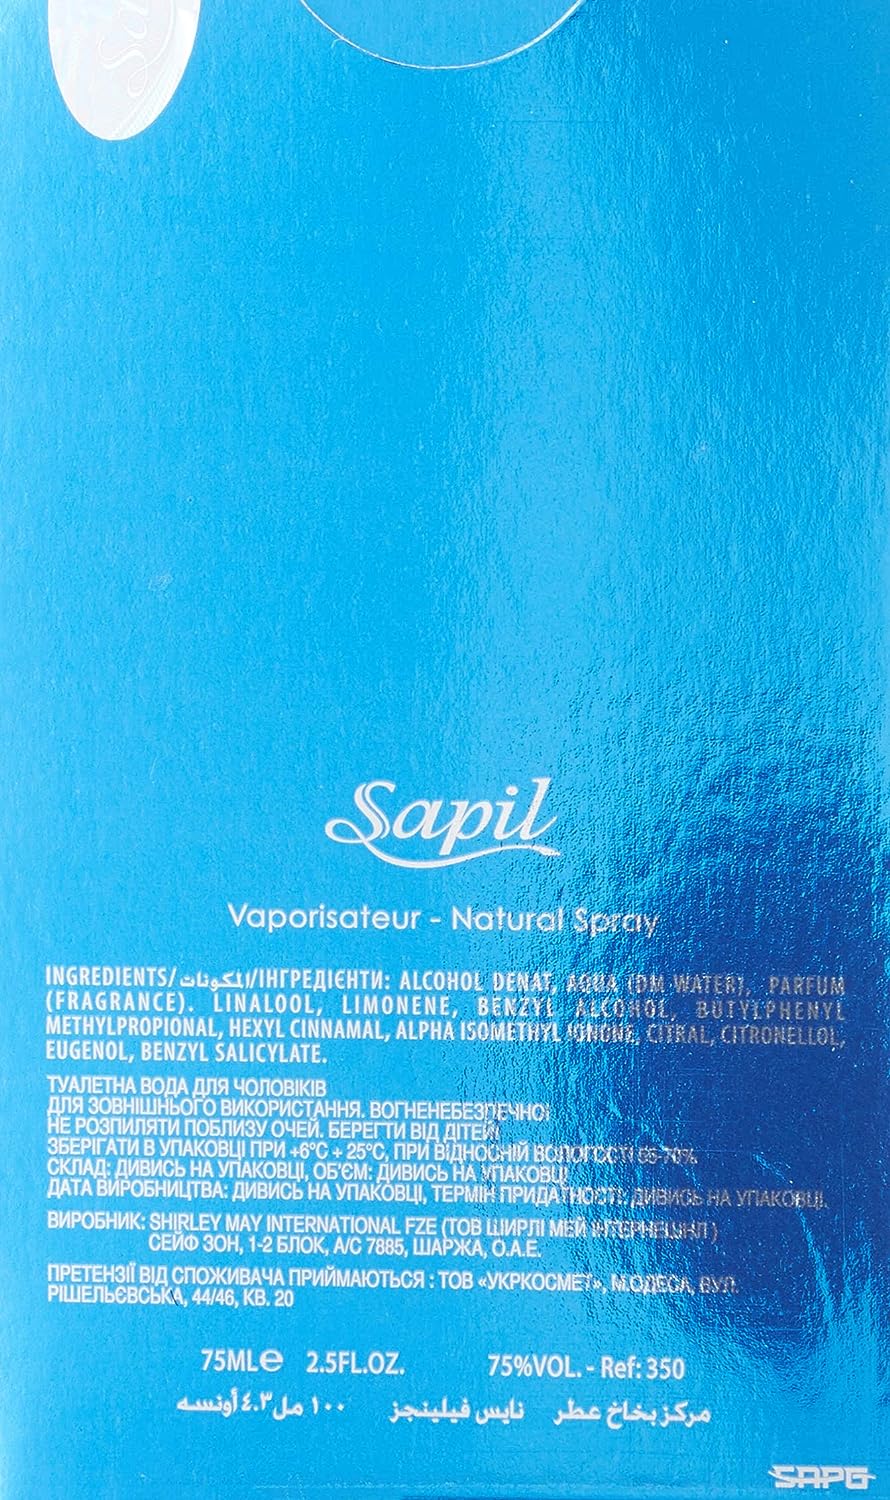 Sapil
Sapil
Vaporisateur - Natural Spray
INGREDIENTS/المكونات/ІНГРЕДІЄНТИ: ALCOHOL DENAT, AQUA (DM WATER), PARFUM
(FRAGRANCE). LINALOOL, LIMONENE, BENZYL ALCOHOL, BUTYLPHENYL
METHYLPROPIONAL, HEXYL CINNAMAL, ALPHA ISOMETHYL IONONE, CITRAL, CITRONELLOL,
EUGENOL, BENZYL SALICYLATE.
ТУАЛЕТНА ВОДА ДЛЯ ЧОЛОВІКІВ
ДЛЯ ЗОВНІШНЬОГО ВИКОРИСТАННЯ. ВОГНЕНЕБЕЗПЕЧНО!
НЕ РОЗПИЛЯТИ ПОБЛИЗУ ОЧЕЙ. БЕРЕГТИ ВІД ДІТЕЙ!
ЗБЕРІГАТИ В УПАКОВЦІ ПРИ +6ºC + 25ºC, ПРИ ВІДНОСНІЙ ВОЛОГОСТІ 65-70%.
СКЛАД: ДИВИСЬ НА УПАКОВЦІ, ОБ'ЄМ: ДИВИСЬ НА УПАКОВЦІ.
ДАТА ВИРОБНИЦТВА: ДИВИСЬ НА УПАКОВЦІ, ТЕРМІН ПРИДАТНОСТІ: ДИВИСЬ НА УПАКОВЦІ.
ВИРОБНИК: SHIRLEY MAY INTERNATIONAL FZE (ТОВ ШИРЛІ МЕЙ ІНТЕРНЕШНЛ)
СЕЙФ ЗОН, 1-2 БЛОК, А/С 7885, ШАРЖА, О.А.Е.
ПРЕТЕНЗІЇ ВІД СПОЖИВАЧА ПРИЙМАЮТЬСЯ : ТОВ «УКРКОСМЕТ», М.ОДЕСА, ВУЛ.
РІШЕЛЬЄВСЬКА, 44/46, КВ. 20
75MLe 2.5FL.OZ. 75%VOL. - Ref: 350
مركز بخاخ عطر نايس فيلينجز ١٠٠ مل ٤.٣ أونسه
SAPG